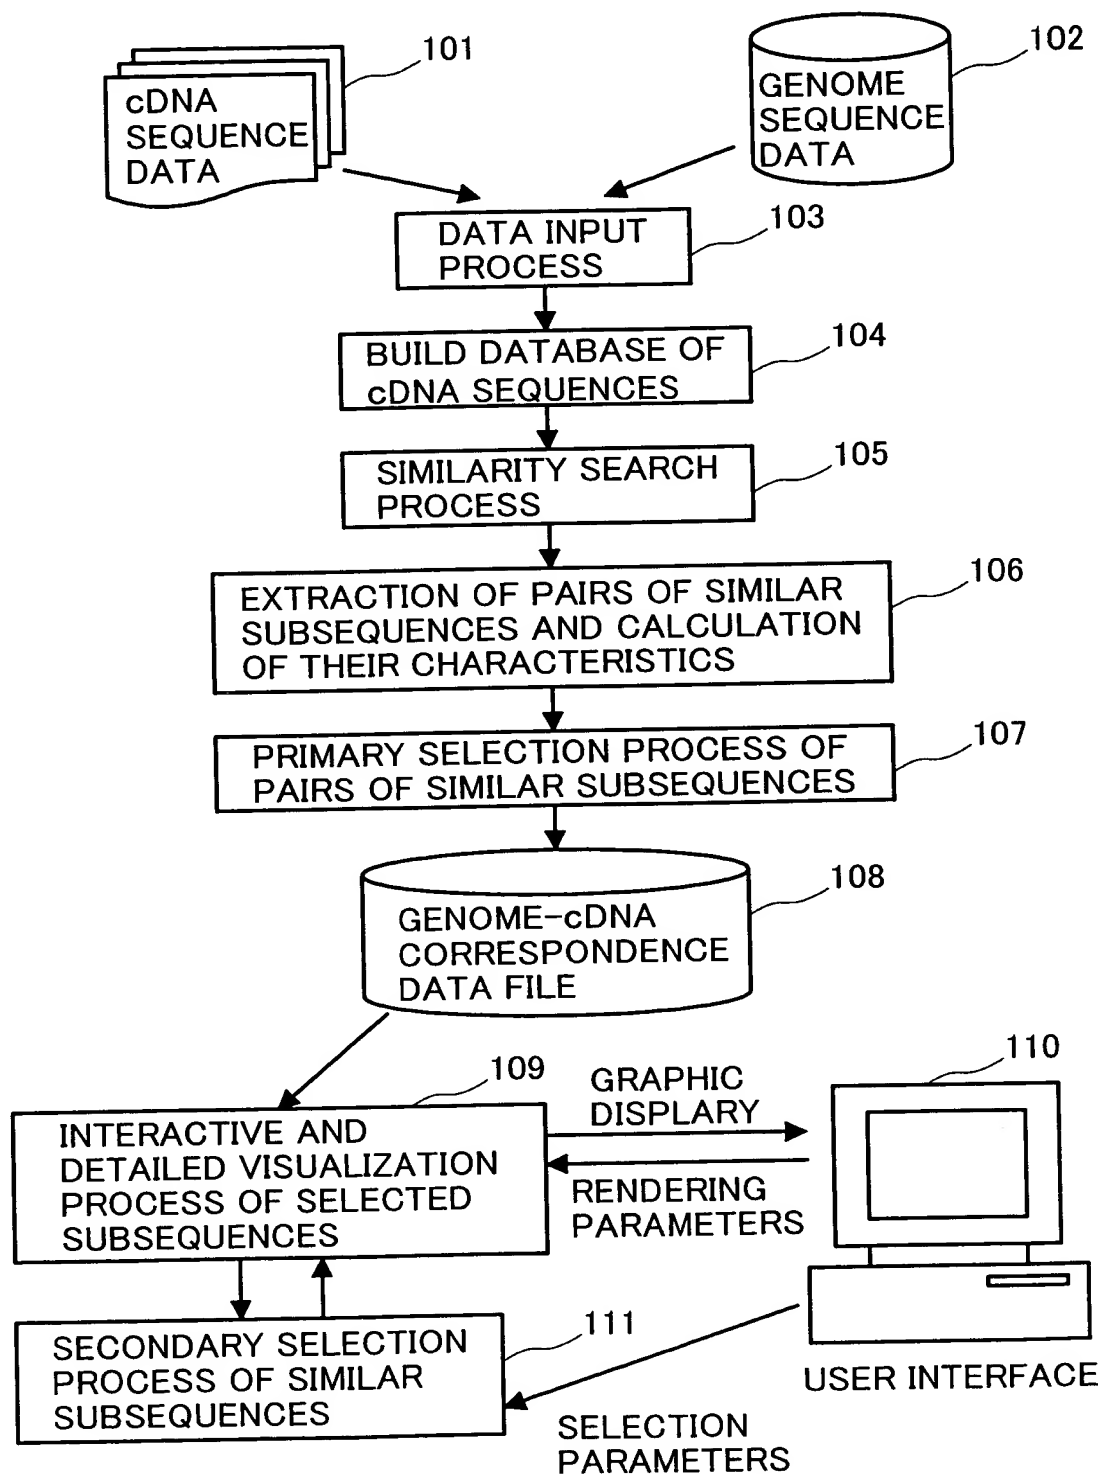 101
cDNA
SEQUENCE
DATA
102
GENOME
SEQUENCE
DATA
103
DATA INPUT
PROCESS
104
BUILD DATABASE OF
cDNA SEQUENCES
105
SIMILARITY SEARCH
PROCESS
106
EXTRACTION OF PAIRS OF SIMILAR
SUBSEQUENCES AND CALCULATION
OF THEIR CHARACTERISTICS
107
PRIMARY SELECTION PROCESS OF
PAIRS OF SIMILAR SUBSEQUENCES
108
GENOME-cDNA
CORRESPONDENCE
DATA FILE
109
INTERACTIVE AND
DETAILED VISUALIZATION
PROCESS OF SELECTED
SUBSEQUENCES
GRAPHIC
DISPLARY
RENDERING
PARAMETERS
110
USER INTERFACE
111
SECONDARY SELECTION
PROCESS OF SIMILAR
SUBSEQUENCES
SELECTION
PARAMETERS